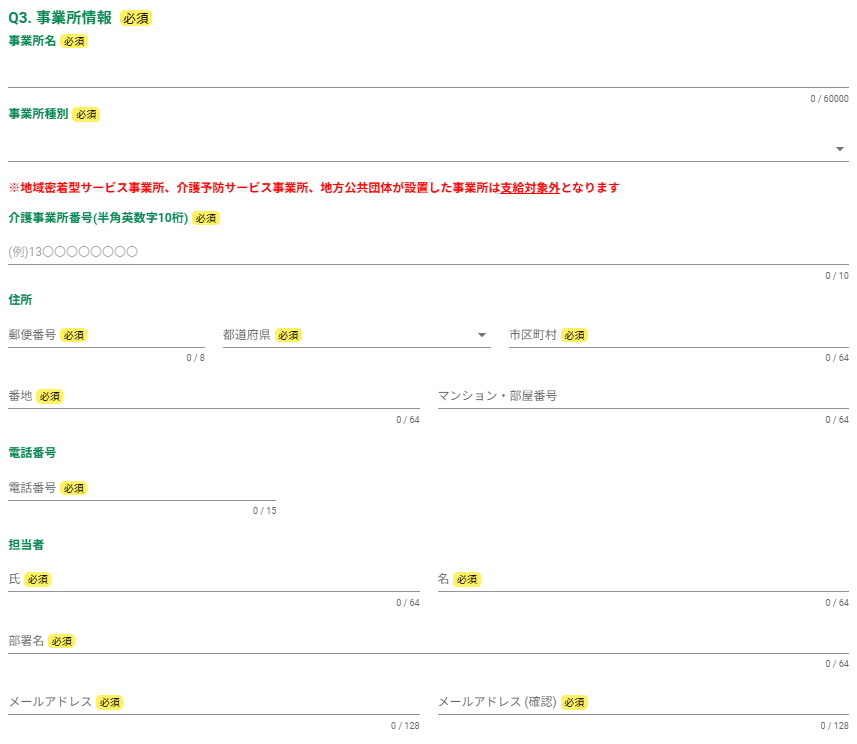 Q3. 事業所情報 必須
事業所名 必須
0 / 60000
事業所種別 必須
※地域密着型サービス事業所、介護予防サービス事業所、地方公共団体が設置した事業所は支給対象外となります
介護事業所番号(半角英数字10桁) 必須
(例)13〇〇〇〇〇〇〇〇
0 / 10
住所
郵便番号 必須 都道府県 必須 市区町村 必須
0 / 8 0 / 64
番地 必須 マンション・部屋番号
0 / 64 0 / 64
電話番号
電話番号 必須
0 / 15
担当者
氏 必須 名 必須
0 / 64 0 / 64
部署名 必須
0 / 64
メールアドレス 必須 メールアドレス (確認) 必須
0 / 128 0 / 128